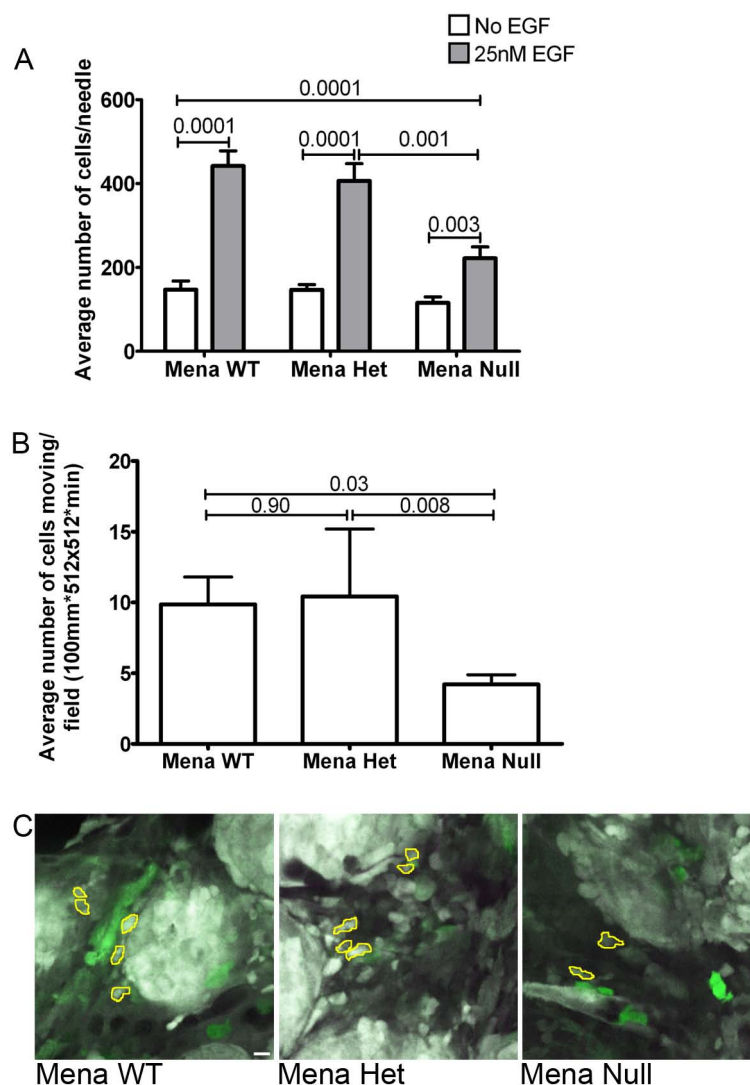 No EGF
25nM EGF
A
0.0001
0.0001
0.0001
0.001
0.003
600
400
200
0
Average number of cells/needle
Mena WT
Mena Het
Mena Null
B
0.03
0.90
0.008
20
15
10
5
0
Average number of cells moving/
field (100mm*512x512*min)
Mena WT
Mena Het
Mena Null
C
Mena WT
Mena Het
Mena Null